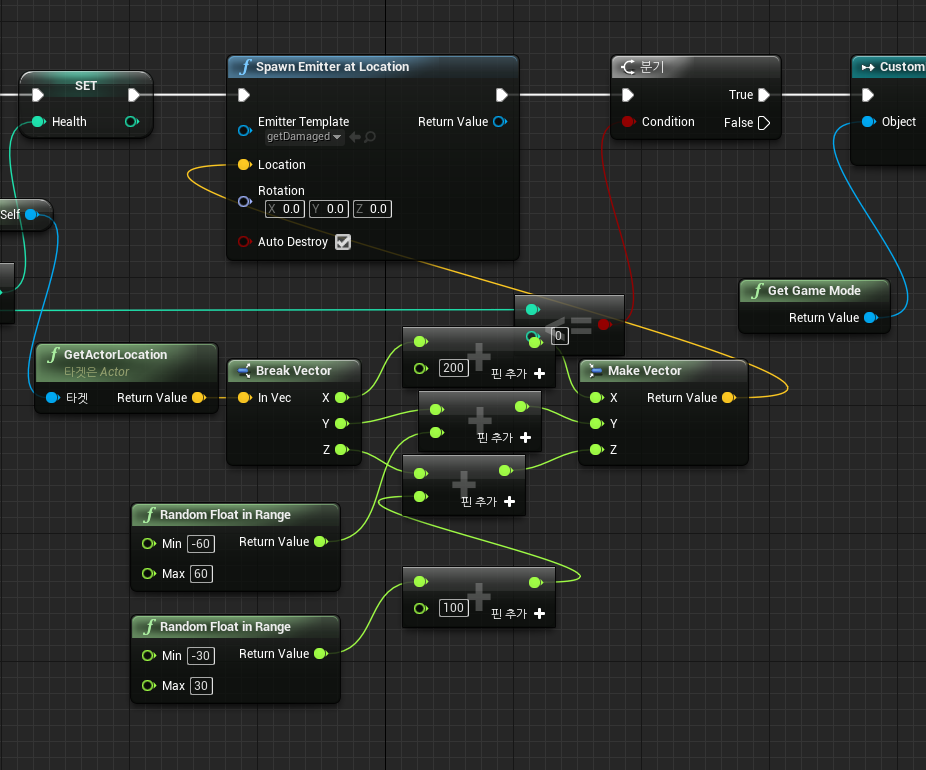 SET
Health
Spawn Emitter at Location
Emitter Template
getDamaged
Return Value
Location
Rotation
X 0.0 Y 0.0 Z 0.0
Auto Destroy
분기
True
Condition
False
Custom
Object
Self
Get Game Mode
Return Value
<=
0
GetActorLocation
타겟은 Actor
타겟 Return Value
Break Vector
In Vec X
Y
Z
200
핀 추가
핀 추가
핀 추가
Make Vector
X Return Value
Y
Z
Random Float in Range
Min -60 Return Value
Max 60
100
핀 추가
Random Float in Range
Min -30 Return Value
Max 30